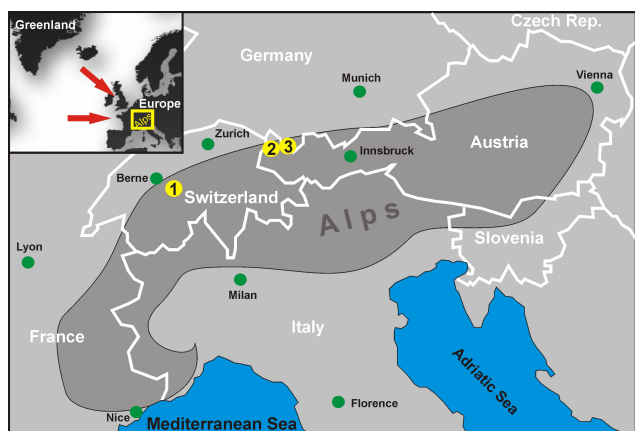 Greenland
Europe
Alps
Czech Rep.
Germany
Munich
Vienna
Zurich
2
3
Innsbruck
Austria
Berne
1
Switzerland
Alps
Slovenia
Lyon
Milan
France
Italy
Adriatic Sea
Florence
Nice
Mediterranean Sea